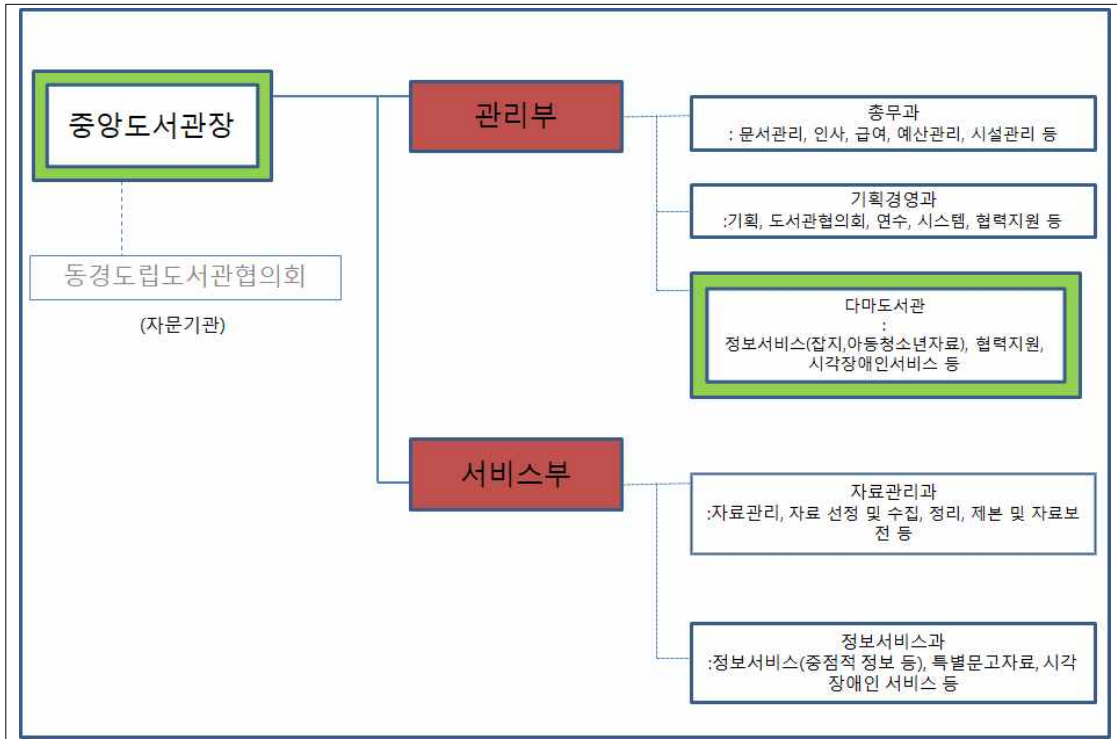 중앙도서관장
동경도립도서관협의회
(자문기관)
관리부
총무과
: 문서관리, 인사, 급여, 예산관리, 시설관리 등
기획경영과
:기획, 도서관협의회, 연수, 시스템, 협력지원 등
다마도서관
:
정보서비스(잡지,아동청소년자료), 협력지원,
시각장애인서비스 등
서비스부
자료관리과
:자료관리, 자료 선정 및 수집, 정리, 제본 및 자료보
전 등
정보서비스과
:정보서비스(중점적 정보 등), 특별문고자료, 시각
장애인 서비스 등